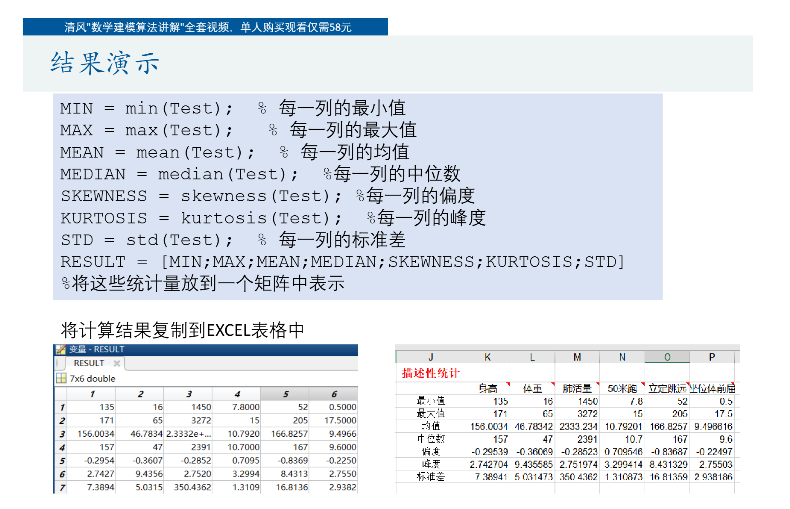 清风"数学建模算法讲解"全套视频，单人购买观看仅需58元
结果演示
MIN = min(Test);  % 每一列的最小值
MAX = max(Test);   % 每一列的最大值
MEAN = mean(Test);  % 每一列的均值
MEDIAN = median(Test);  %每一列的中位数
SKEWNESS = skewness(Test); %每一列的偏度
KURTOSIS = kurtosis(Test);  %每一列的峰度
STD = std(Test);  % 每一列的标准差
RESULT = [MIN;MAX;MEAN;MEDIAN;SKEWNESS;KURTOSIS;STD]
%将这些统计量放到一个矩阵中表示
将计算结果复制到EXCEL表格中
变量 - RESULT
RESULT
7x6 double
1 2 3 4 5 6
1 135 16 1450 7.8000 52 0.5000
2 171 65 3272 15 205 17.5000
3 156.0034 46.7834 2.3332e+... 10.7920 166.8257 9.4966
4 157 47 2391 10.7000 167 9.6000
5 -0.2954 -0.3607 -0.2852 0.7095 -0.8369 -0.2250
6 2.7427 9.4356 2.7520 3.2994 8.4313 2.7550
7 7.3894 5.0315 350.4362 1.3109 16.8136 2.9382
J K L M N O P
描述性统计
身高 体重 肺活量 50米跑 立定跳远 坐位体前屈
最小值 135 16 1450 7.8 52 0.5
最大值 171 65 3272 15 205 17.5
均值 156.0034 46.78342 2333.234 10.79201 166.8257 9.496616
中位数 157 47 2391 10.7 167 9.6
偏度 -0.29539 -0.36069 -0.28523 0.709546 -0.83687 -0.22497
峰度 2.742704 9.435585 2.751974 3.299414 8.431329 2.75503
标准差 7.38941 5.031473 350.4362 1.310873 16.81359 2.938182